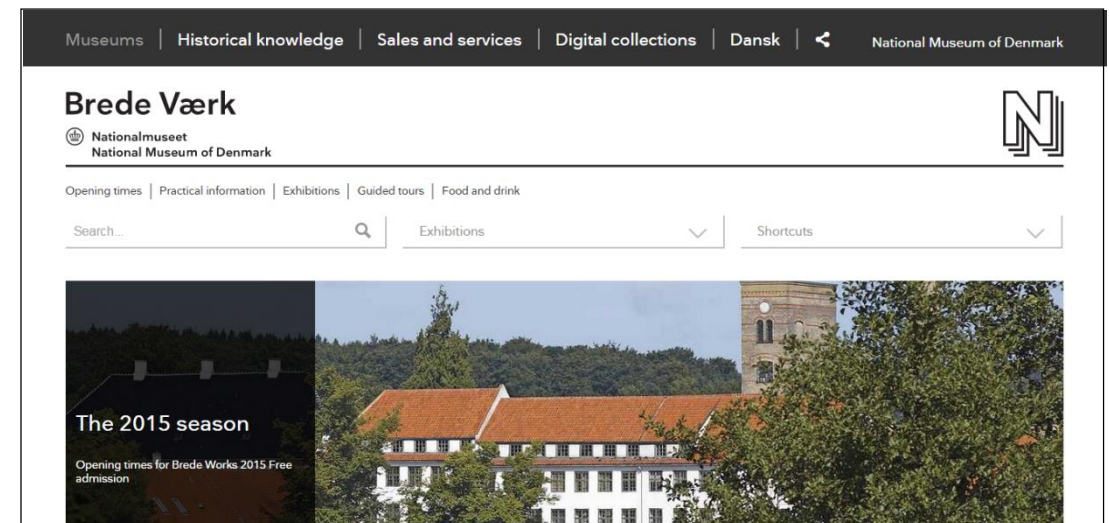 Museums | Historical knowledge | Sales and services | Digital collections | Dansk | National Museum of Denmark
Brede Værk
Nationalmuseet
National Museum of Denmark
N
Opening times | Practical information | Exhibitions | Guided tours | Food and drink
Search... Exhibitions Shortcuts
The 2015 season
Opening times for Brede Works 2015 Free
admission